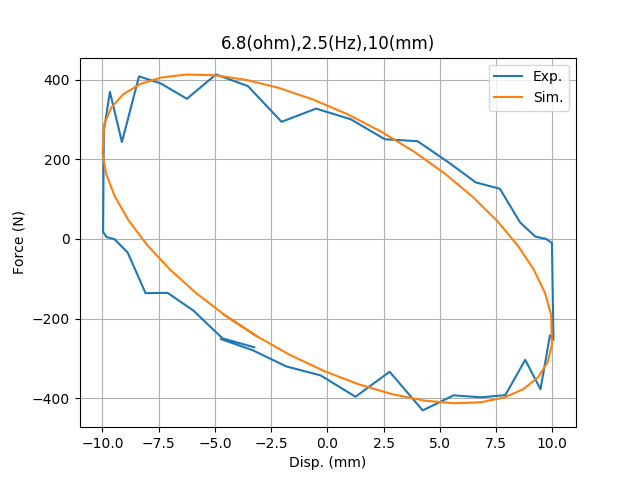 6.8(ohm),2.5(Hz),10(mm)
Exp.
Sim.
Force (N)
400
200
0
−200
−400
−10.0 −7.5 −5.0 −2.5 0.0 2.5 5.0 7.5 10.0
Disp. (mm)